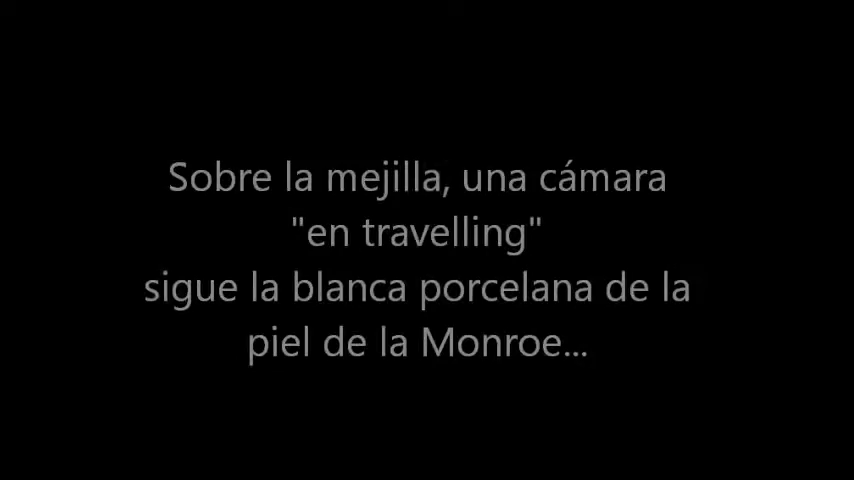 Sobre la mejilla, una cámara
"en travelling"
sigue la blanca porcelana de la
piel de la Monroe...